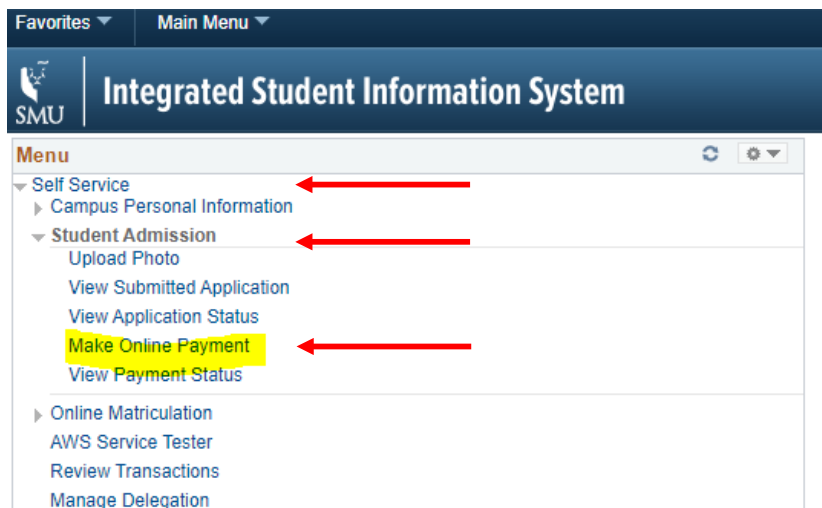 Favorites Main Menu
SMU Integrated Student Information System
Menu
Self Service
Campus Personal Information
Student Admission
Upload Photo
View Submitted Application
View Application Status
Make Online Payment
View Payment Status
Online Matriculation
AWS Service Tester
Review Transactions
Manage Delegation